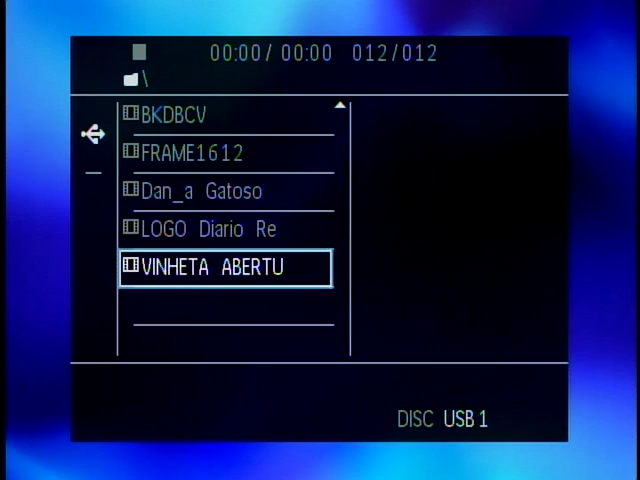 00:00/ 00:00 012/012
\
BKDBCV
FRAME1612
Dan_a Gatoso
LOGO Diario Re
VINHETA ABERTU
DISC USB 1